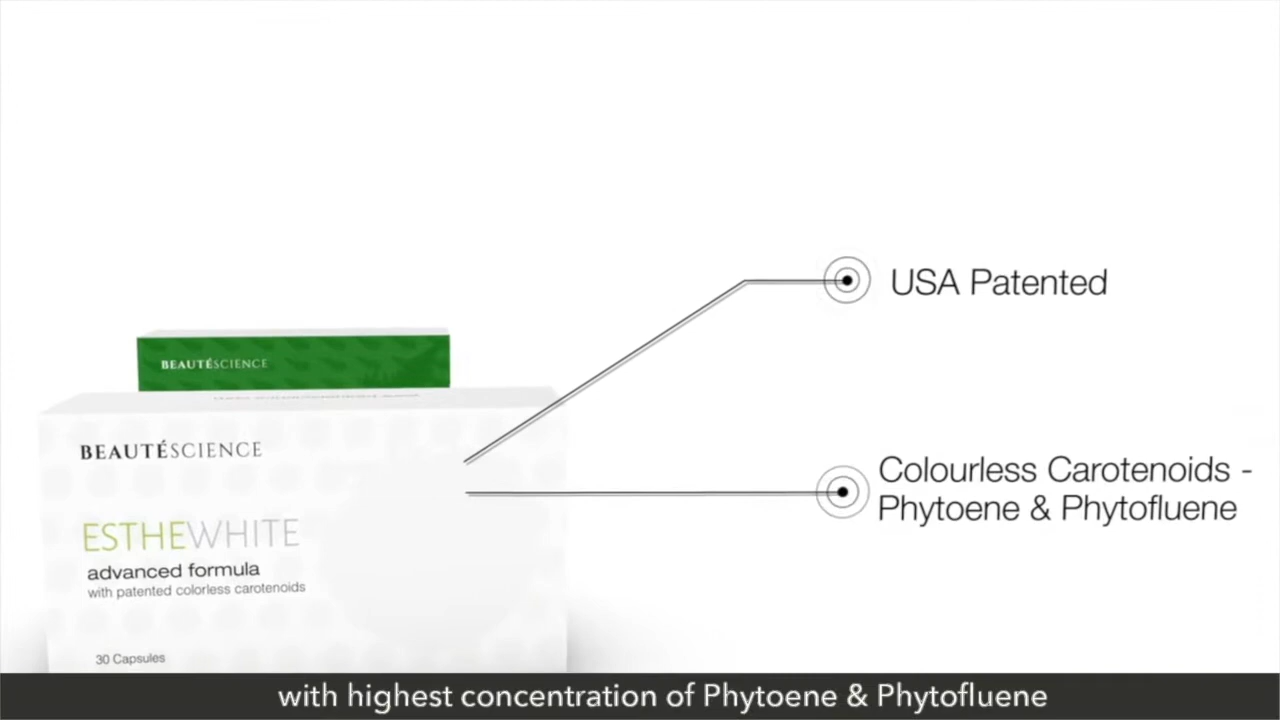 USA Patented
BEAUTÉSCIENCE
BEAUTÉSCIENCE
Colourless Carotenoids -
Phytoene & Phytofluene
ESTHEWHITE
advanced formula
with patented colorless carotenoids
30 Capsules
with highest concentration of Phytoene & Phytofluene